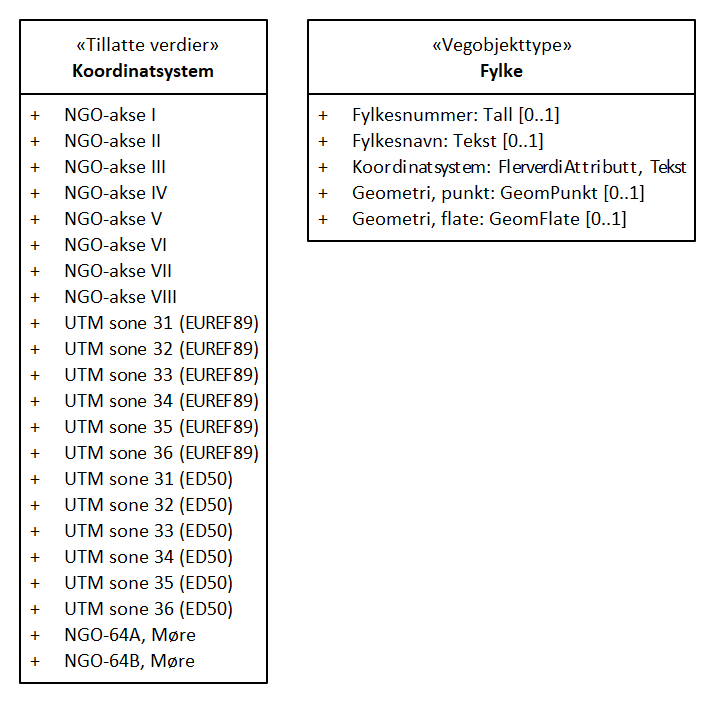 «Tillatte verdier»
Koordinatsystem
+ NGO-akse I
+ NGO-akse II
+ NGO-akse III
+ NGO-akse IV
+ NGO-akse V
+ NGO-akse VI
+ NGO-akse VII
+ NGO-akse VIII
+ UTM sone 31 (EUREF89)
+ UTM sone 32 (EUREF89)
+ UTM sone 33 (EUREF89)
+ UTM sone 34 (EUREF89)
+ UTM sone 35 (EUREF89)
+ UTM sone 36 (EUREF89)
+ UTM sone 31 (ED50)
+ UTM sone 32 (ED50)
+ UTM sone 33 (ED50)
+ UTM sone 34 (ED50)
+ UTM sone 35 (ED50)
+ UTM sone 36 (ED50)
+ NGO-64A, Møre
+ NGO-64B, Møre
«Vegobjekttype»
Fylke
+ Fylkesnummer: Tall [0..1]
+ Fylkesnavn: Tekst [0..1]
+ Koordinatsystem: FlerverdiAttributt, Tekst
+ Geometri, punkt: GeomPunkt [0..1]
+ Geometri, flate: GeomFlate [0..1]